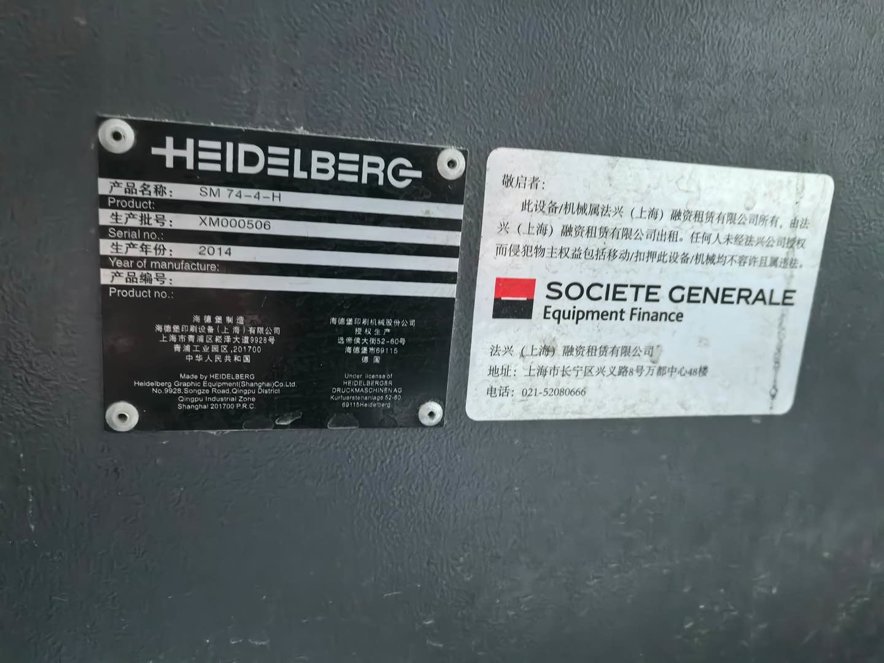 HEIDELBERG
产品名称: SM 74-4-H
Product:
生产批号: XM000506
Serial no.:
生产年份: 2014
Year of manufacture:
产品编号:
Product no.:
海德堡制造
海德堡印刷设备(上海)有限公司
上海市青浦区崧泽大道9928号
青浦工业园区,201700
中华人民共和国
Made by HEIDELBERG
Heidelberg Graphic Equipment(Shanghai)Co.Ltd.
No.9928,Songze Road,Qingpu District
Qingpu Industrial Zone
Shanghai 201700 P.R.C.
海德堡印刷机械股份公司
授权生产
选帝侯大街52-60号
海德堡市69115
德国
Under license of
HEIDELBERGER
DRUCKMASCHINEN AG
Kurfuerstenanlage 52-60
69115 Heidelberg
敬启者:
此设备/机械属法兴(上海)融资租赁有限公司所有,由法
兴(上海)融资租赁有限公司出租。任何人未经法兴公司授权
而侵犯物主权益包括移动/扣押此设备/机械均不容许且属违法。
SOCIETE GENERALE
Equipment Finance
法兴(上海)融资租赁有限公司
地址:上海市长宁区兴义路8号万都中心48楼
电话:021-52080666